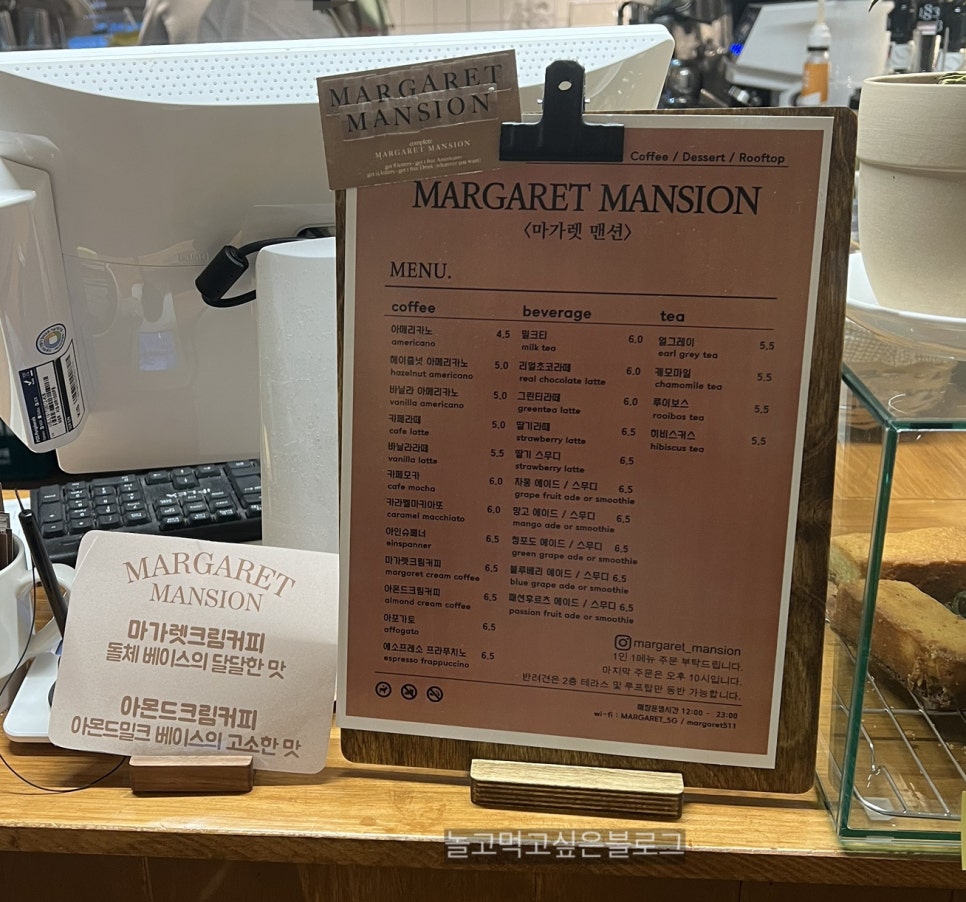 MARGARET
MANSION
complete
MARGARET MANSION
Coffee / Dessert / Rooftop
MARGARET MANSION
<마가렛 맨션>
MENU.
coffee
아메리카노 4.5
americano
헤이즐넛 아메리카노 5.0
hazelnut americano
바닐라 아메리카노 5.0
vanilla americano
카페라떼 5.0
cafe latte
바닐라라떼 5.5
vanilla latte
카페모카 6.0
cafe mocha
카라멜마키아또 6.0
caramel macchiato
아인슈페너 6.5
einspanner
마가렛크림커피 6.5
margaret cream coffee
아몬드크림커피 6.5
almond cream coffee
아포가토 6.5
affogato
에소프레소 프라푸치노 6.5
espresso frappuccino
beverage
밀크티 6.0
milk tea
리얼초코라떼 6.0
real chocolate latte
그린티라떼 6.0
greentea latte
딸기라떼 6.5
strawberry latte
딸기 스무디 6.5
strawberry latte
자몽 에이드 / 스무디 6.5
grape fruit ade or smoothie
망고 에이드 / 스무디 6.5
mango ade or smoothie
청포도 에이드 / 스무디 6.5
green grape ade or smoothie
블루베리 에이드 / 스무디 6.5
blue grape ade or smoothie
패션후르츠 에이드 / 스무디 6.5
passion fruit ade or smoothie
tea
얼그레이 5.5
earl grey tea
캐모마일 5.5
chamomile tea
루이보스 5.5
rooibos tea
히비스커스 5.5
hibiscus tea
margaret_mansion
1인 1메뉴 주문 부탁드립니다.
마지막 주문은 오후 10시입니다.
반려견은 2층 테라스 및 루프탑만 동반 가능합니다.
매장운영시간 12:00 - 23:00
wi-fi : MARGARET_5G / margaret511
MARGARET
MANSION
마가렛크림커피
돌체 베이스의 달달한 맛
아몬드크림커피
아몬드밀크 베이스의 고소한 맛
놀고먹고싶은블로그